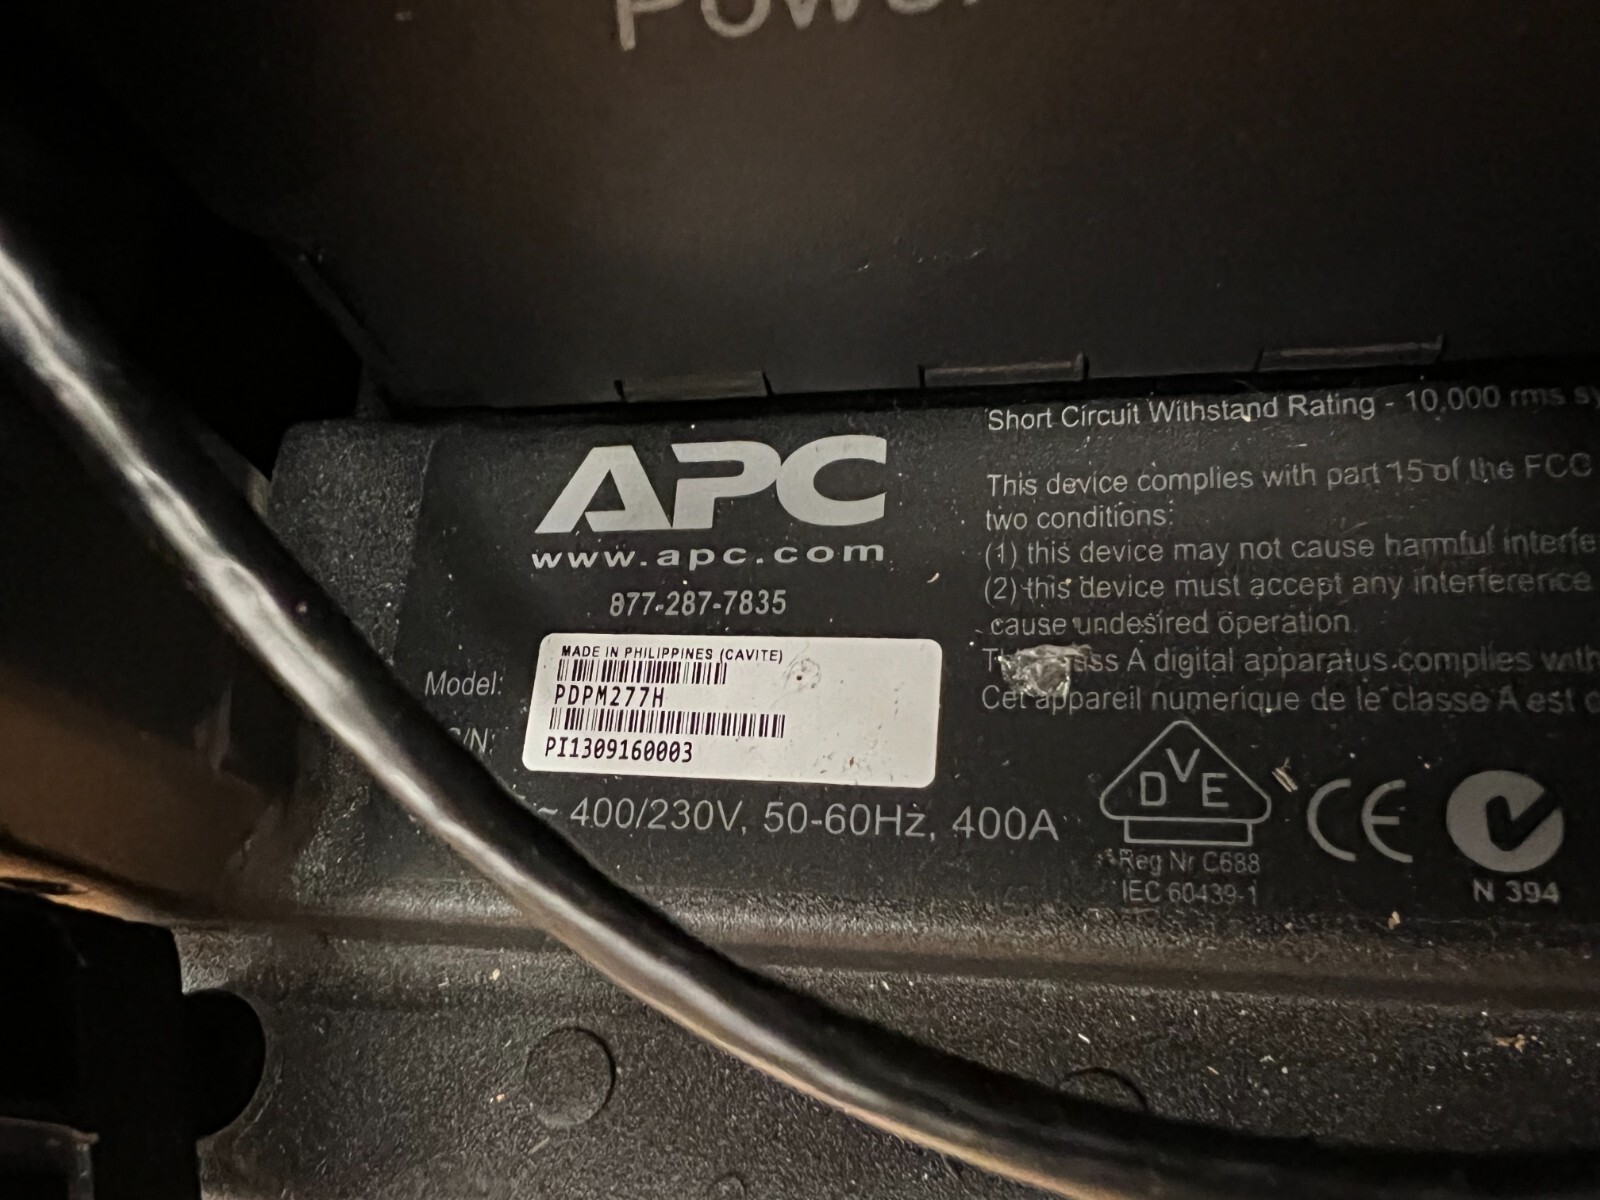 Power
APC
www.apc.com
877-287-7835
MADE IN PHILIPPINES (CAVITE)
Model:
PDPM277H
S/N:
PI1309160003
~ 400/230V, 50-60Hz, 400A
Short Circuit Withstand Rating - 10,000 rms
This device complies with part 15 of the FCC
two conditions:
(1) this device may not cause harmful
(2) this device must accept any interference
cause undesired operation.
A digital apparatus complies with
Cet appareil numerique de le classe A est
DVE
Reg Nr C688
IEC 60439-1
CE
N 394